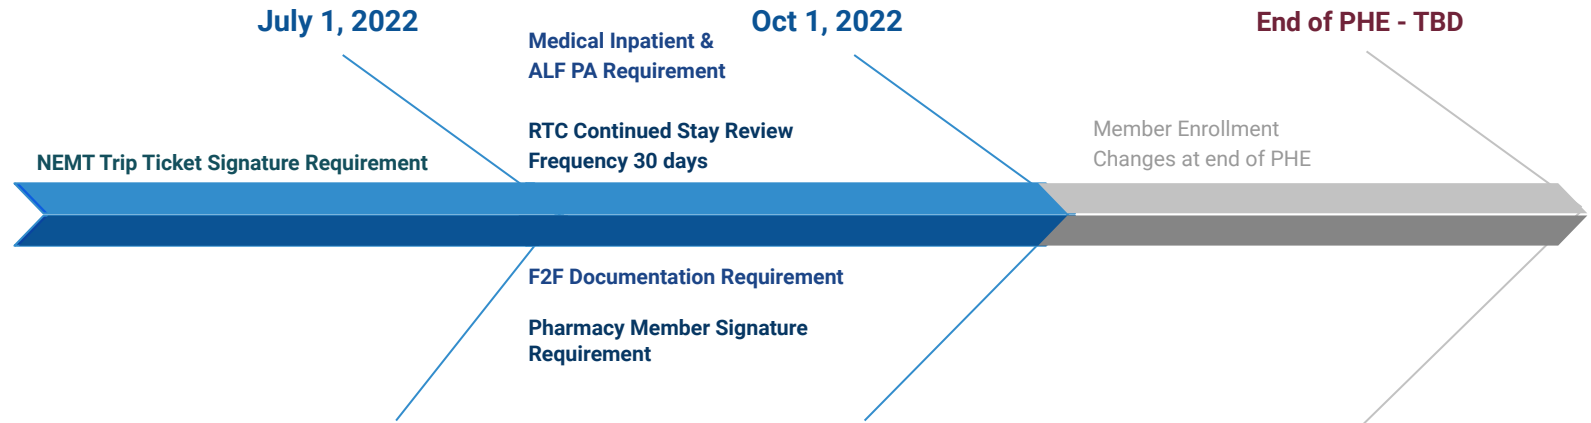 July 1, 2022
Oct 1, 2022
End of PHE - TBD
NEMT Trip Ticket Signature Requirement
Medical Inpatient &
ALF PA Requirement
RTC Continued Stay Review
Frequency 30 days
Member Enrollment
Changes at end of PHE
F2F Documentation Requirement
Pharmacy Member Signature
Requirement